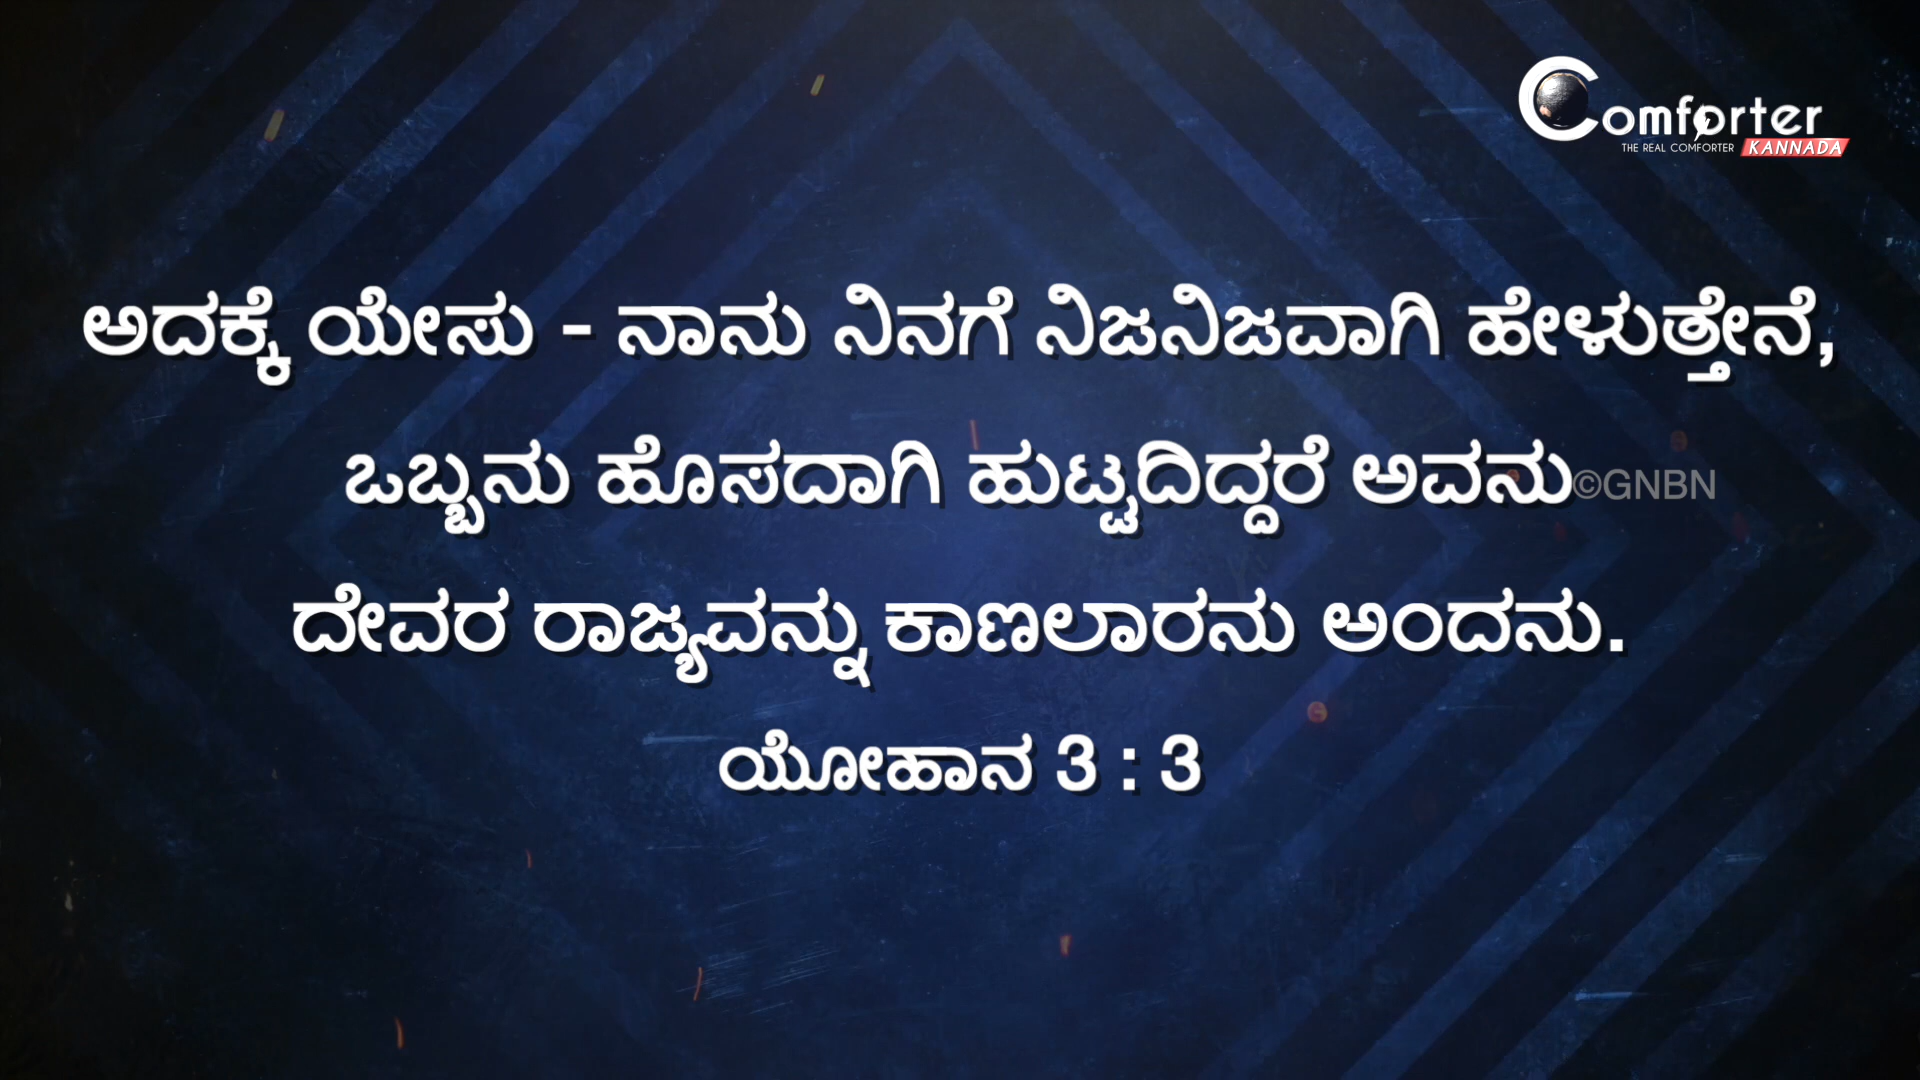 Comforter
THE REAL COMFORTER KANNADA
ಅದಕ್ಕೆ ಯೇಸು - ನಾನು ನಿನಗೆ ನಿಜನಿಜವಾಗಿ ಹೇಳುತ್ತೇನೆ,
ಒಬ್ಬನು ಹೊಸದಾಗಿ ಹುಟ್ಟದಿದ್ದರೆ ಅವನು ©GNBN
ದೇವರ ರಾಜ್ಯವನ್ನು ಕಾಣಲಾರನು ಅಂದನು.
ಯೋಹಾನ 3 : 3